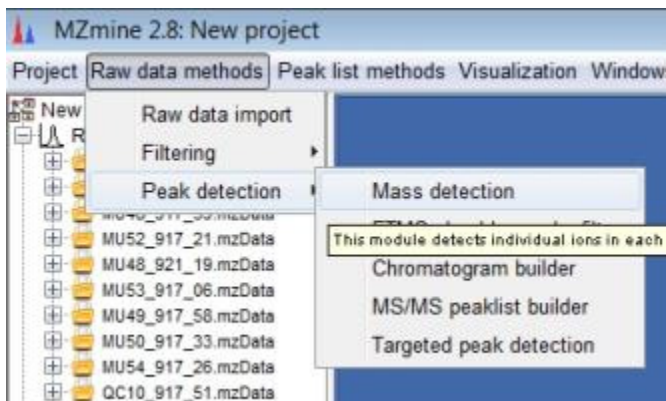 MZmine 2.8: New project
Project Raw data methods Peak list methods Visualization Window
New
R
Raw data import
Filtering
Peak detection
Mass detection
This module detects individual ions in each
Chromatogram builder
MS/MS peaklist builder
Targeted peak detection
MU52_917_21.mzData
MU48_921_19.mzData
MU53_917_06.mzData
MU49_917_58.mzData
MU50_917_33.mzData
MU54_917_26.mzData
QC10_917_51.mzData